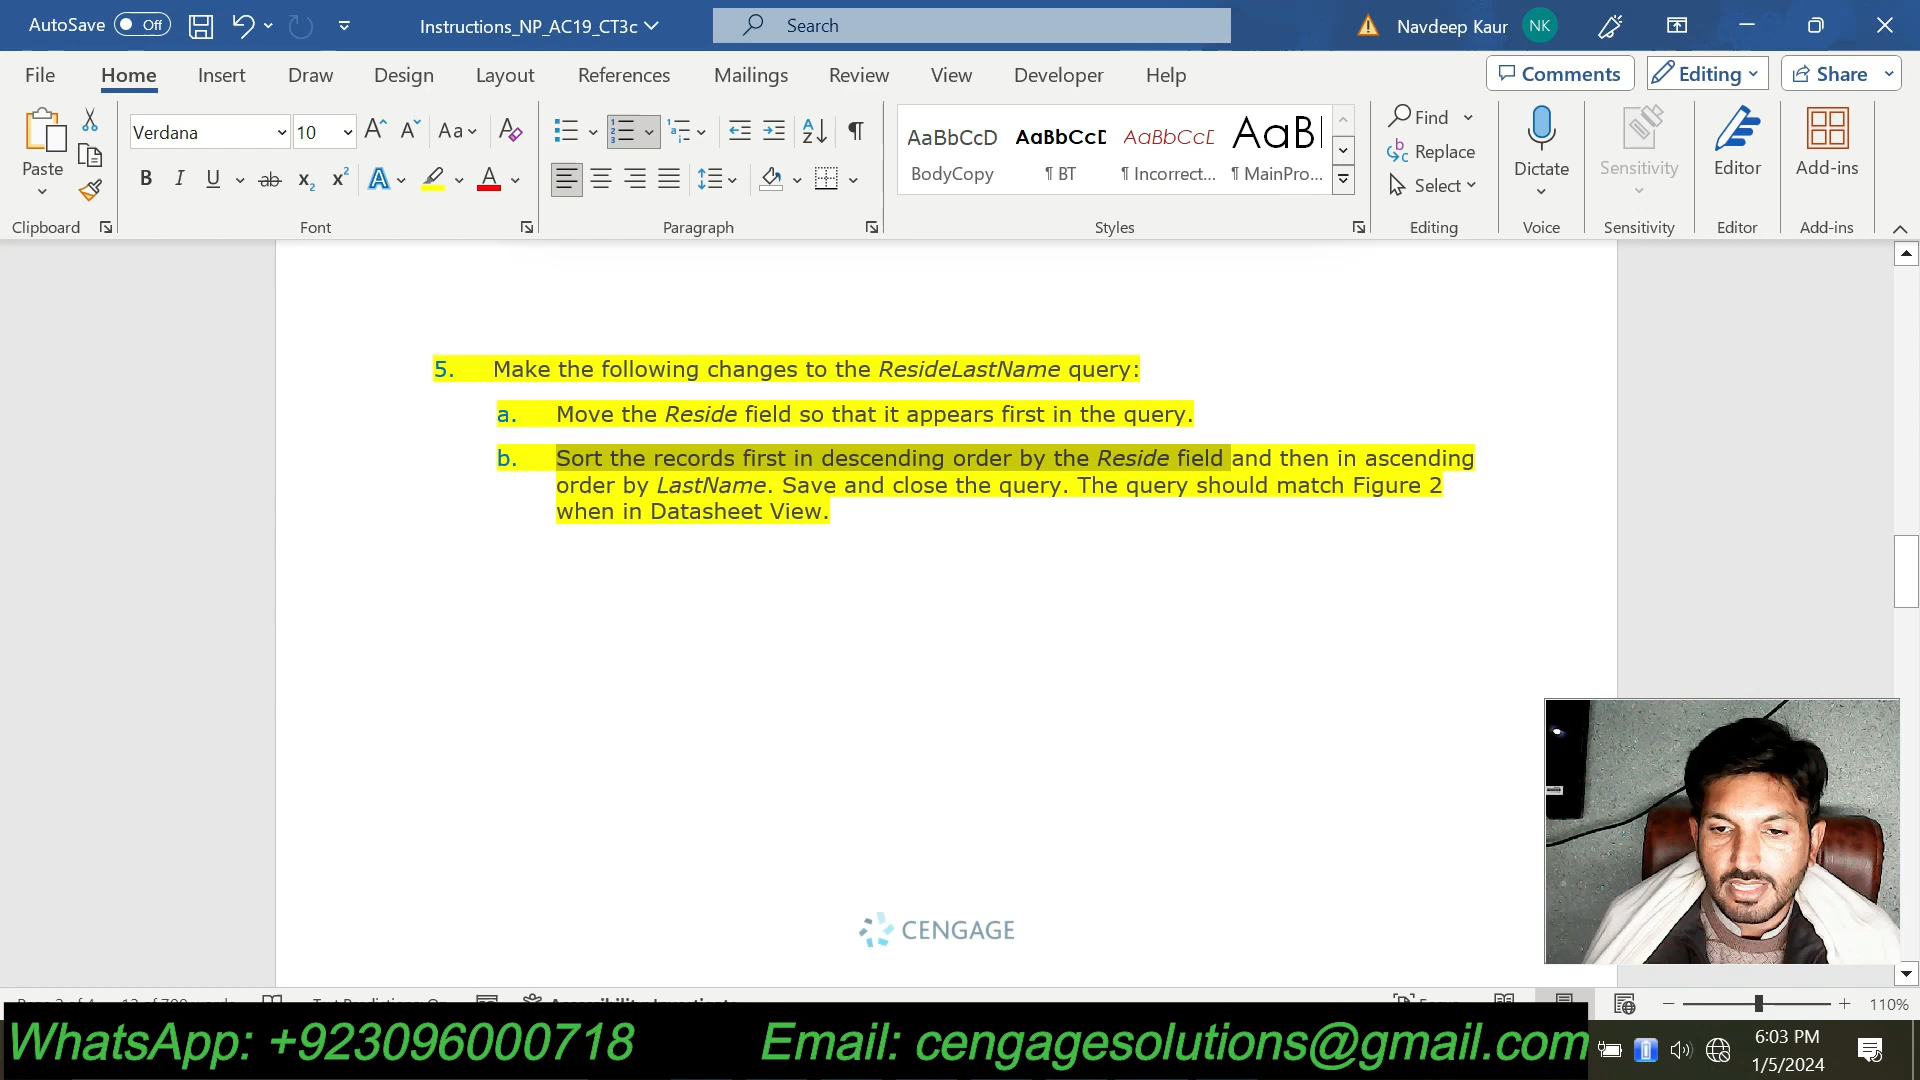 AutoSave Off Instructions_NP_AC19_CT3c Search Navdeep Kaur NK
File Home Insert Draw Design Layout References Mailings Review View Developer Help Comments Editing Share
Paste Verdana 10 Aa AaBbCcD AaBbCcD AaBbCcD AaB Find
BodyCopy ¶ BT ¶ Incorrect... ¶ MainPro... Replace
Select Dictate Sensitivity Editor Add-ins
Clipboard Font Paragraph Styles Editing Voice Sensitivity Editor Add-ins
5. Make the following changes to the ResideLastName query:
a. Move the Reside field so that it appears first in the query.
b. Sort the records first in descending order by the Reside field and then in ascending
order by LastName. Save and close the query. The query should match Figure 2
when in Datasheet View.
CENGAGE
110%
WhatsApp: +923096000718 Email: cengagesolutions@gmail.com
6:03 PM
1/5/2024